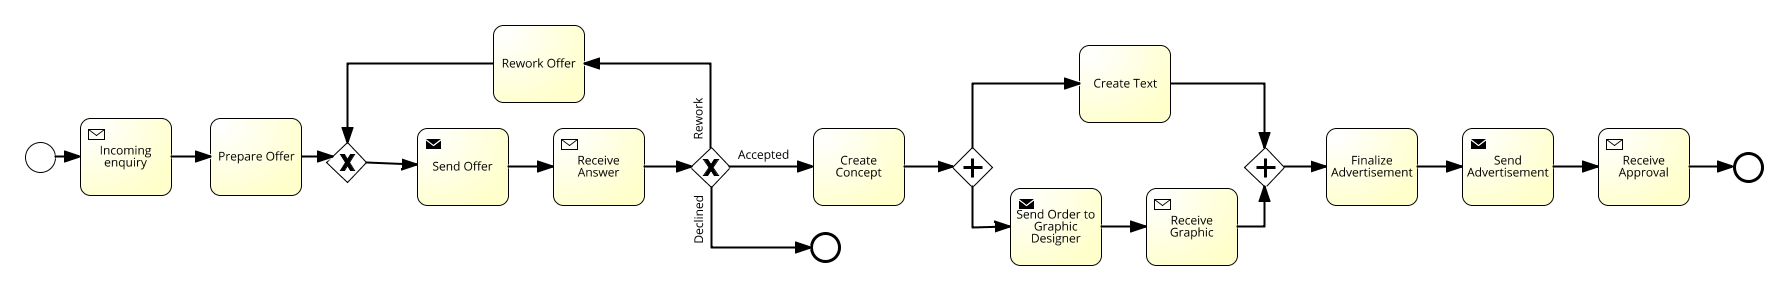 Incoming
enquiry
Prepare Offer
Rework Offer
Send Offer
Receive
Answer
Rework
Accepted
Declined
Create
Concept
Create Text
Send Order to
Graphic
Designer
Receive
Graphic
Finalize
Advertisement
Send
Advertisement
Receive
Approval